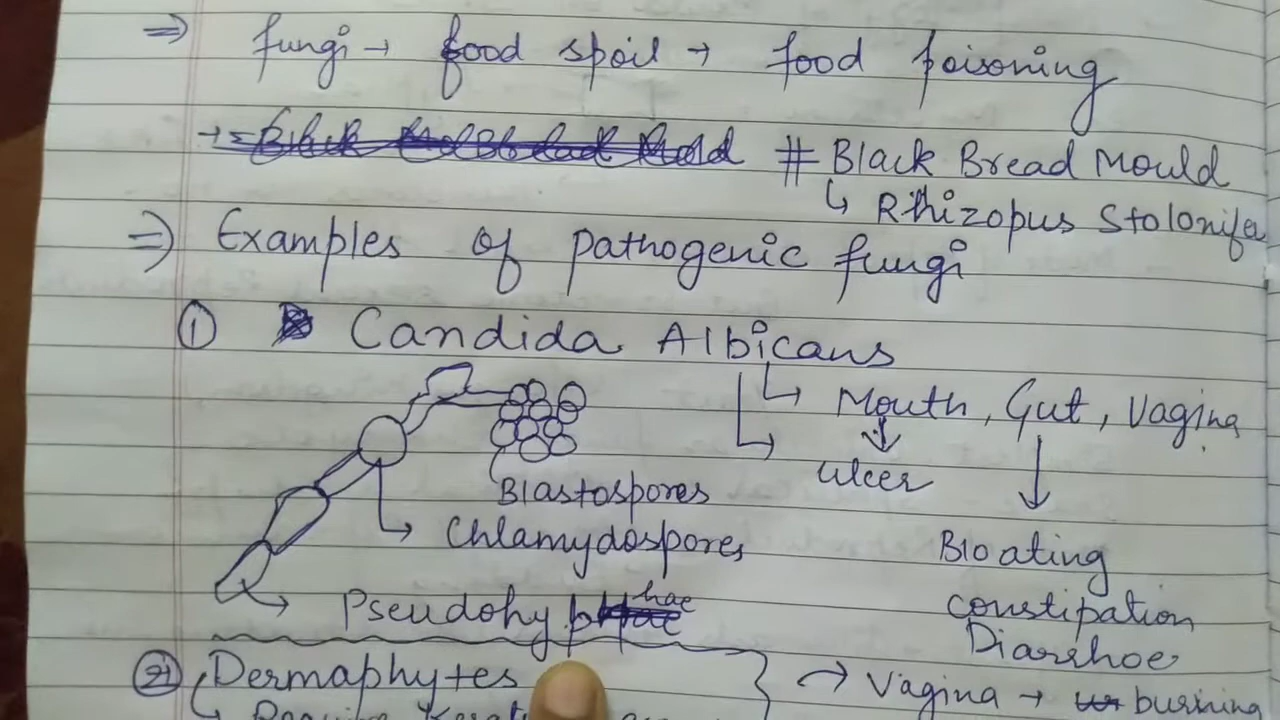 ⇒ fungi → food spoil → food poisoning
# Black Bread Mould
↳ Rhizopus Stolonifer
⇒ Examples of pathogenic fungi
① Candida Albicans
↳ Mouth, Gut, Vagina
↳ Ulcer
Blastospores
Chlamydospores
Bloating
constipation
Diarrhoe
→ Pseudohyphae
② Dermaphytes
→ Vagina → burning